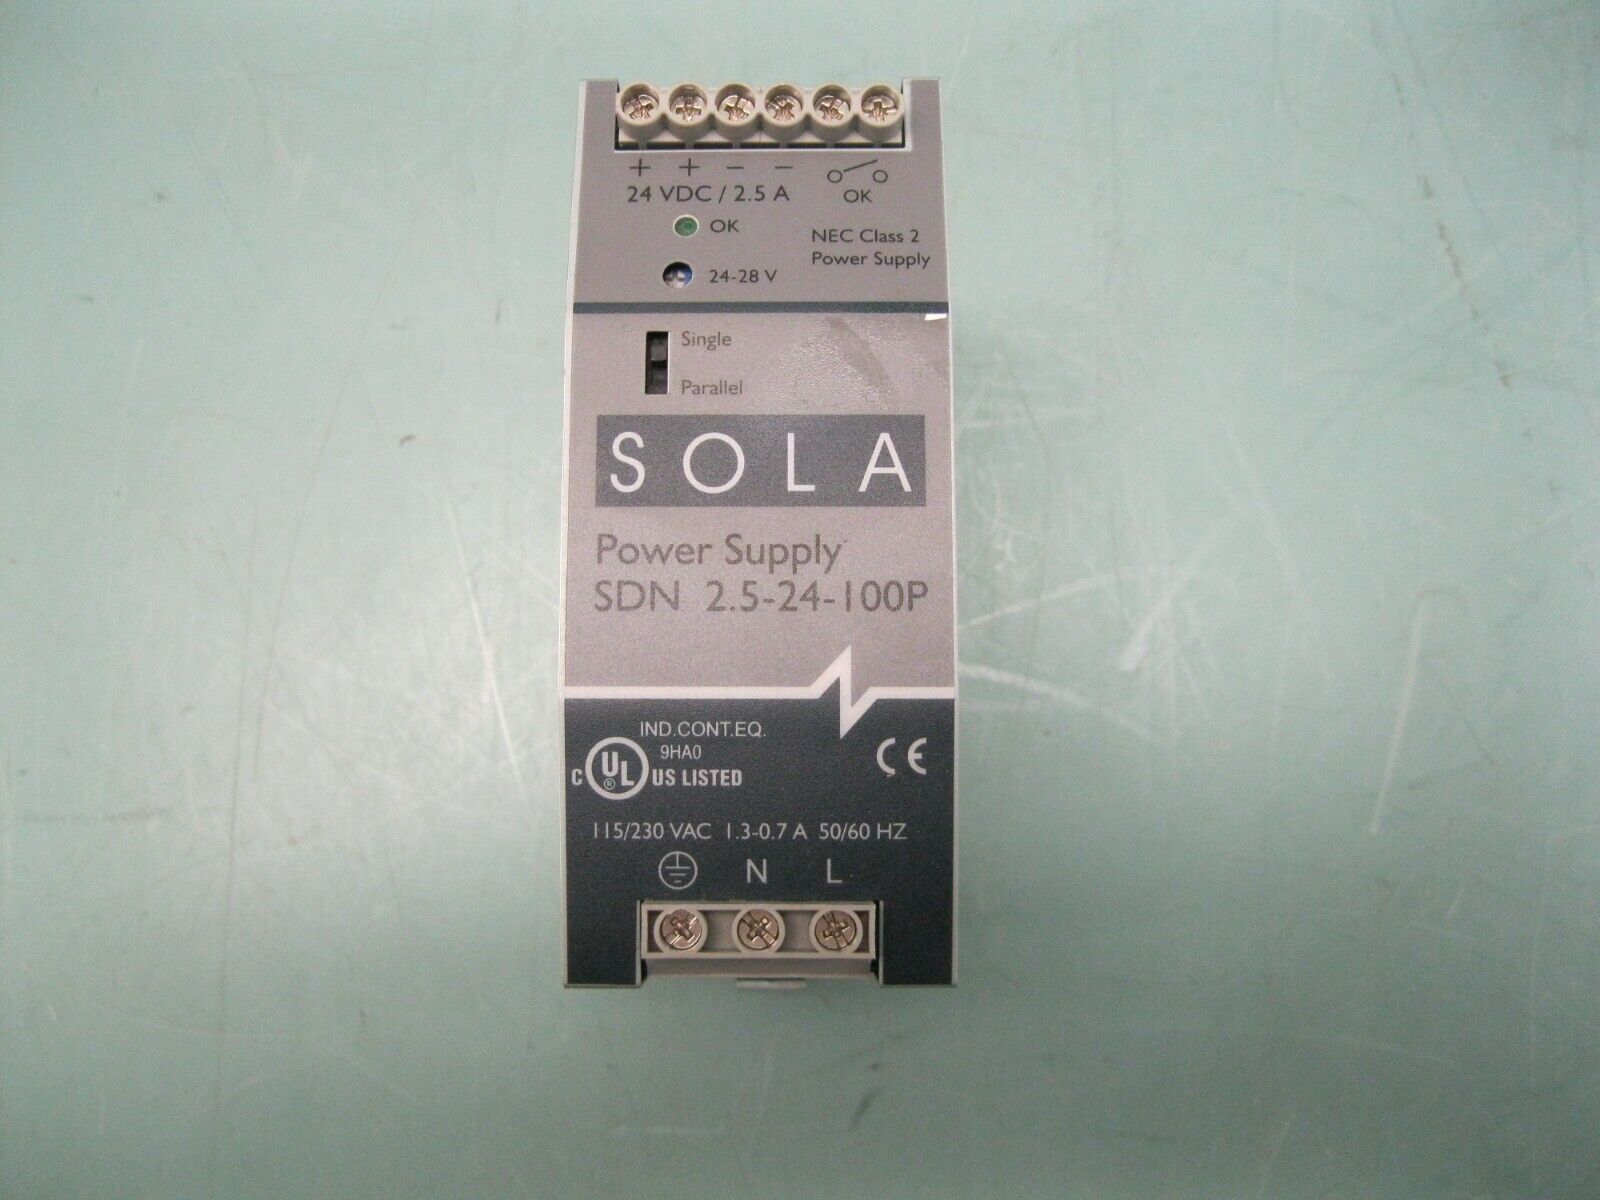 + + − −
24 VDC / 2.5 A
OK
OK
24-28 V
NEC Class 2
Power Supply
Single
Parallel
SOLA
Power Supply
SDN 2.5-24-100P
IND.CONT.EQ.
9HA0
C UL ® US LISTED
CE
115/230 VAC 1.3-0.7 A 50/60 HZ
N L